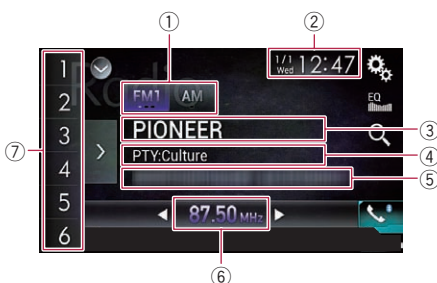 ① ②
1/1 Wed 12:47
Radio
FM1 AM
EQ
PIONEER ③
PTY:Culture ④
⑤
87.50 MHz
⑥
⑦
1
2
3
4
5
6